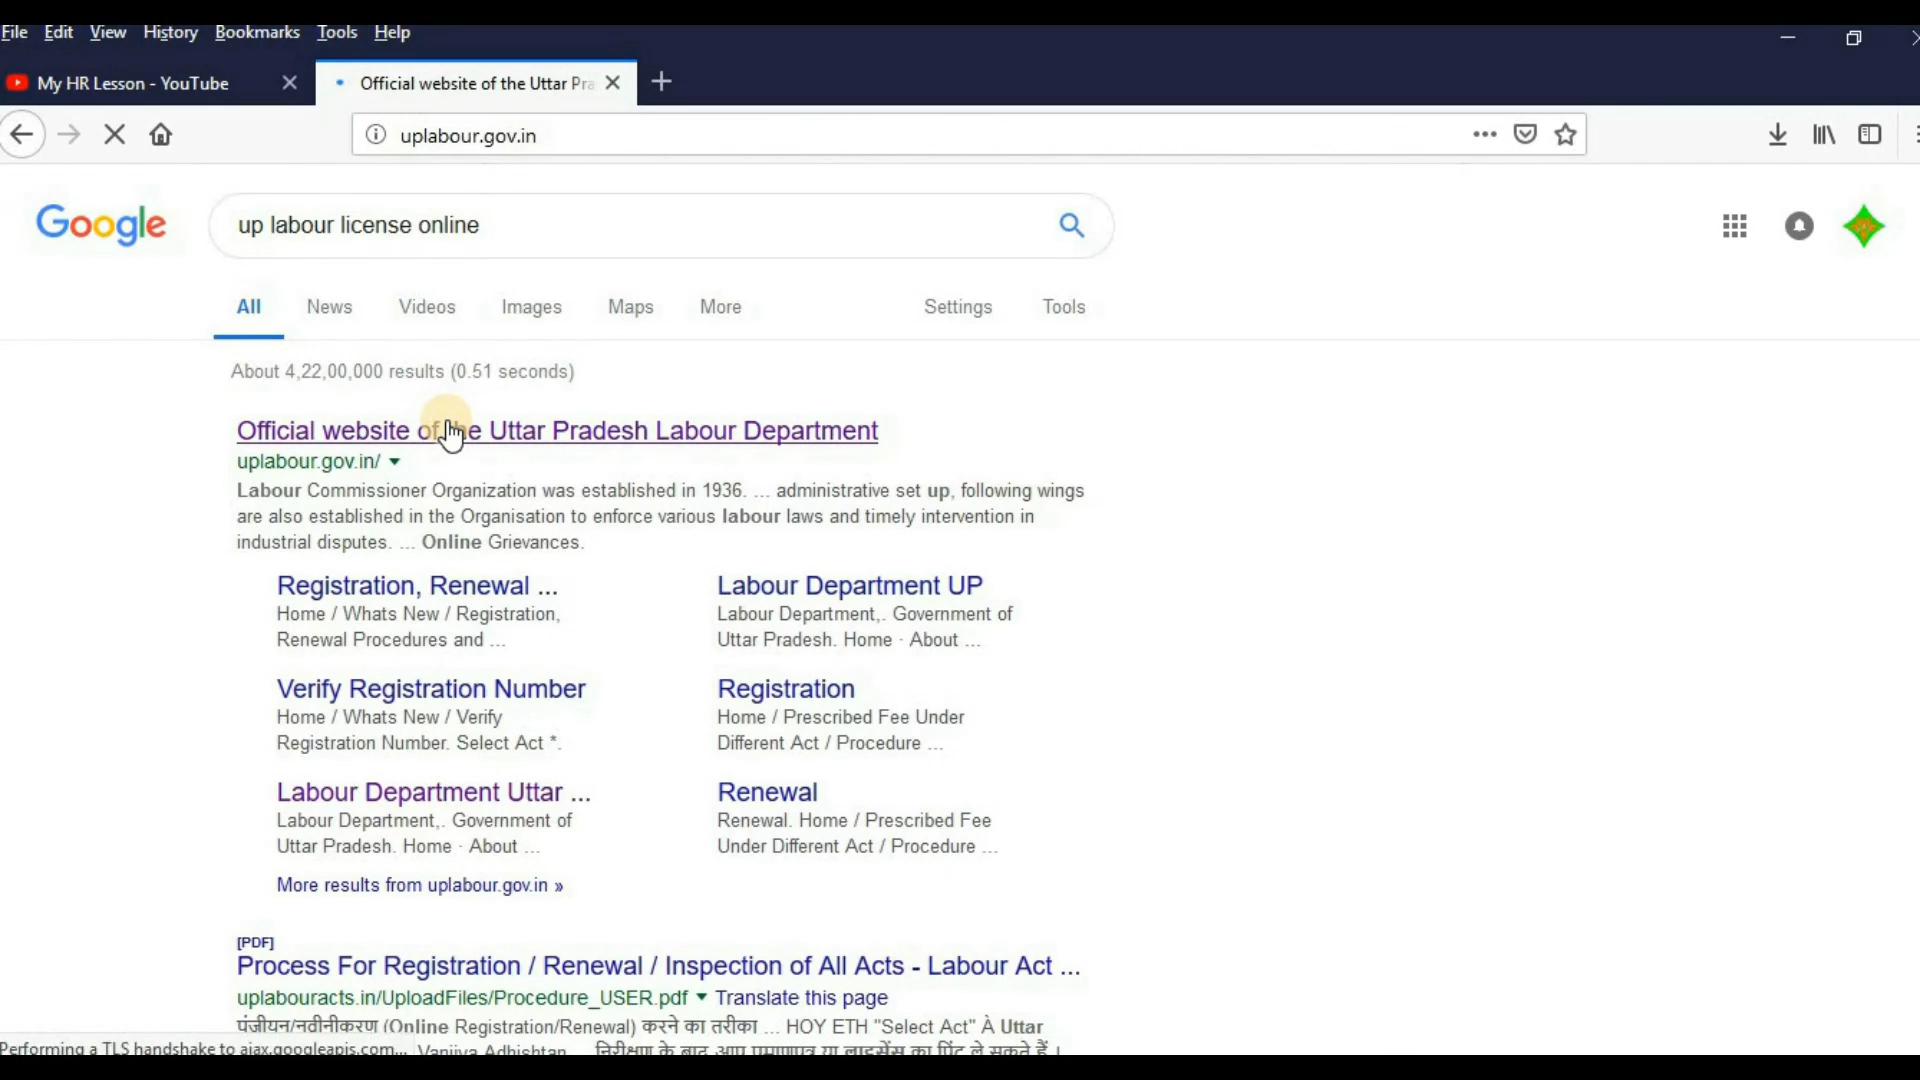 File Edit View History Bookmarks Tools Help
My HR Lesson - YouTube
Official website of the Uttar Pra
uplabour.gov.in
Google
up labour license online
All News Videos Images Maps More Settings Tools
About 4,22,00,000 results (0.51 seconds)
Official website of the Uttar Pradesh Labour Department
uplabour.gov.in/
Labour Commissioner Organization was established in 1936. ... administrative set up, following wings
are also established in the Organisation to enforce various labour laws and timely intervention in
industrial disputes. ... Online Grievances.
Registration, Renewal ...
Home / Whats New / Registration,
Renewal Procedures and ...
Labour Department UP
Labour Department,. Government of
Uttar Pradesh. Home · About ...
Verify Registration Number
Home / Whats New / Verify
Registration Number. Select Act *.
Registration
Home / Prescribed Fee Under
Different Act / Procedure ...
Labour Department Uttar ...
Labour Department,. Government of
Uttar Pradesh. Home · About ...
Renewal
Renewal. Home / Prescribed Fee
Under Different Act / Procedure ...
More results from uplabour.gov.in »
[PDF]
Process For Registration / Renewal / Inspection of All Acts - Labour Act ...
uplabouracts.in/UploadFiles/Procedure_USER.pdf Translate this page
पंजीयन/नवीनीकरण (Online Registration/Renewal) करने का तरीका ... HOY ETH "Select Act" À Uttar
Performing a TLS handshake to ajax.googleapis.com...
Vanijya Adhishtan ... निरीक्षण के बाद आप प्रमाणपत्र या लाइसेंस का प्रिंट ले सकते हैं ।